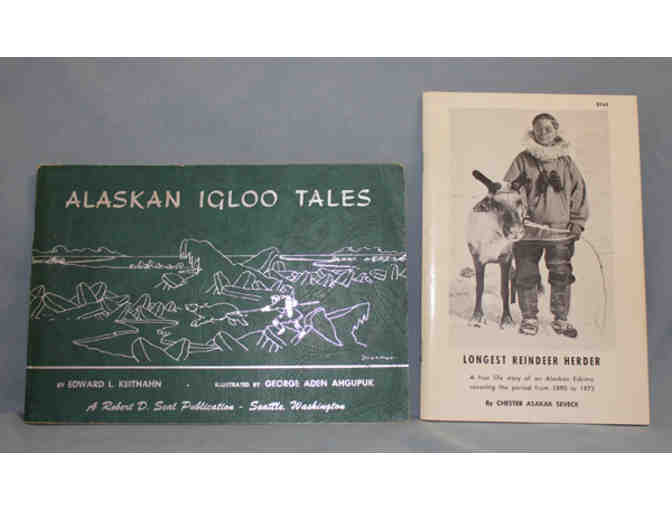 ALASKAN IGLOO TALES
BY EDWARD L. KEITHAHN . ILLUSTRATED BY GEORGE ADEN AHGUPUK
A Robert D. Seal Publication - Seattle, Washington
LONGEST REINDEER HERDER
A true life story of an Alaskan Eskimo
covering the period from 1890 to 1973
By CHESTER ASAKAK SEVECK